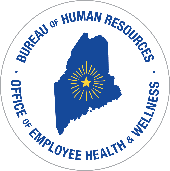 BUREAU OF HUMAN RESOURCES
OFFICE OF EMPLOYEE HEALTH & WELLNESS